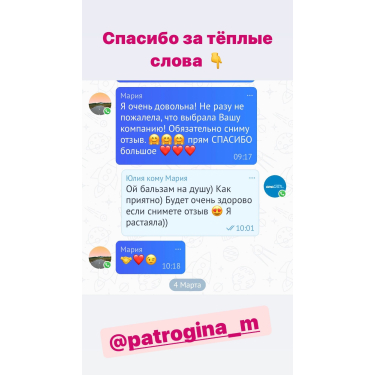 Спасибо за тёплые
слова 👇
Мария
Я очень довольна! Не разу не
пожалела, что выбрала Вашу
компанию! Обязательно сниму
отзыв. 🤗🤗🤗 прям СПАСИБО
большое ❤️❤️❤️
09:17
Юлия кому Мария
Ой бальзам на душу) Как
приятно) Будет очень здорово
если снимете отзыв 😍 Я
растаяла))
10:01
Мария
🤝❤️😥
10:18
4 Марта
@patrogina_m